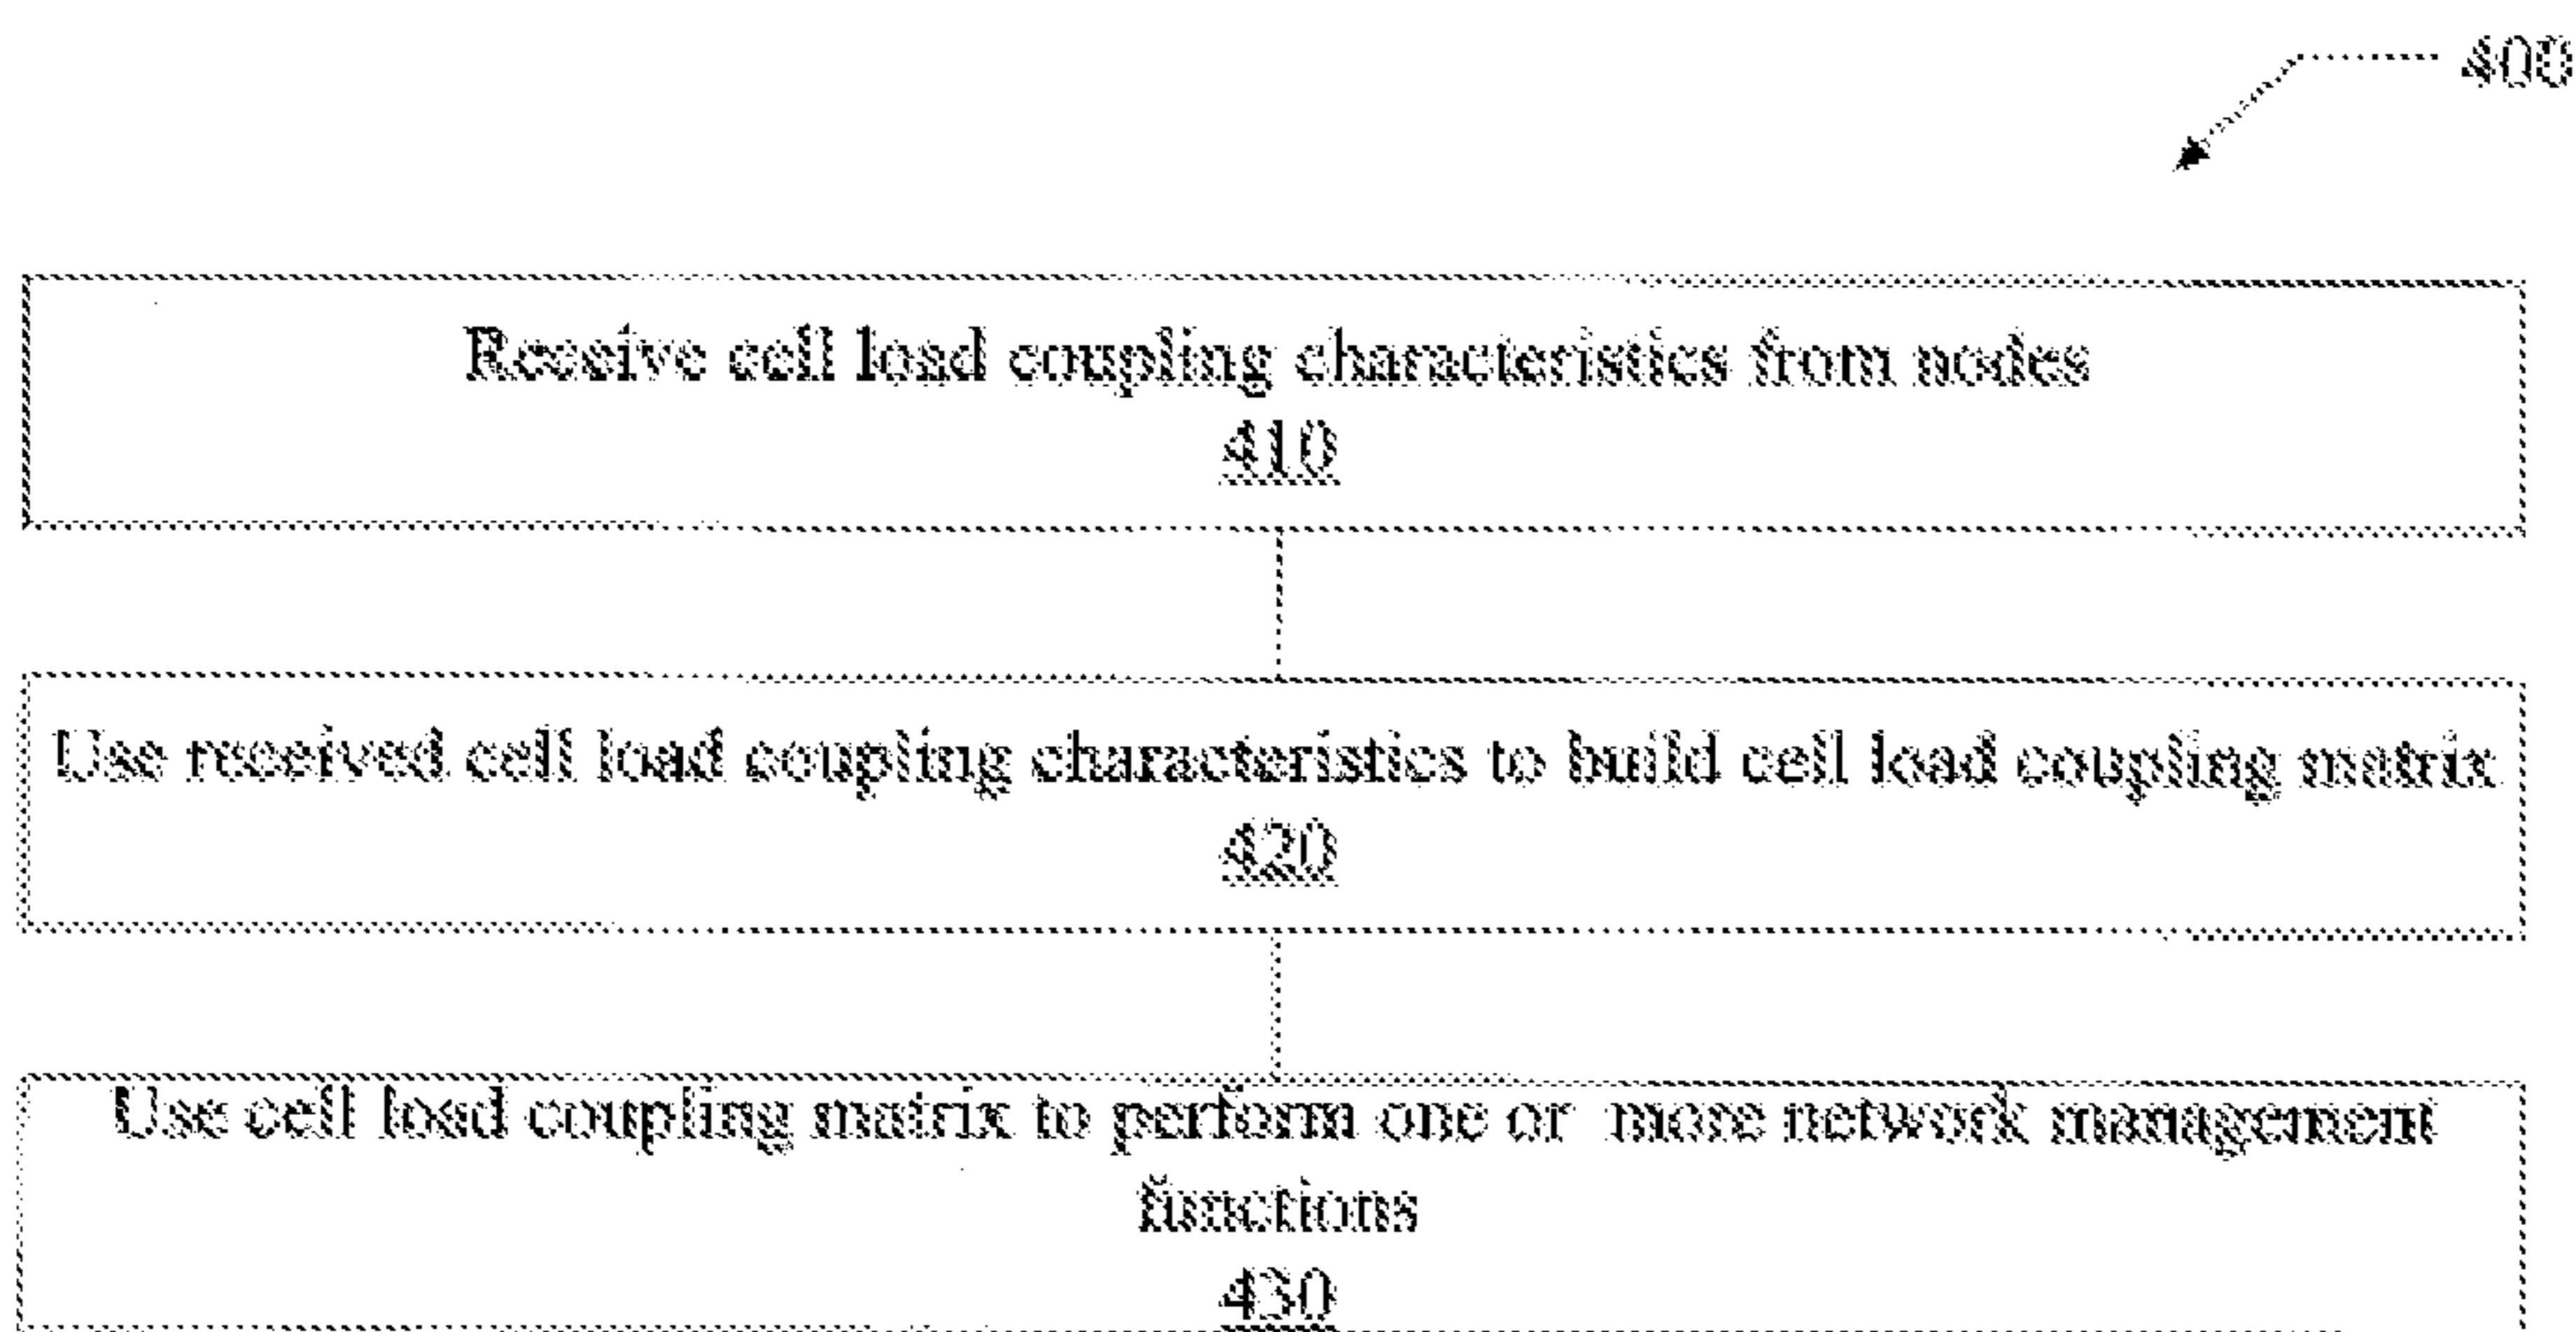 400
Receive cell load coupling characteristics from nodes
410
Use received cell load coupling characteristics to build cell load coupling matrix
420
Use cell load coupling matrix to perform one or more network management
functions
430